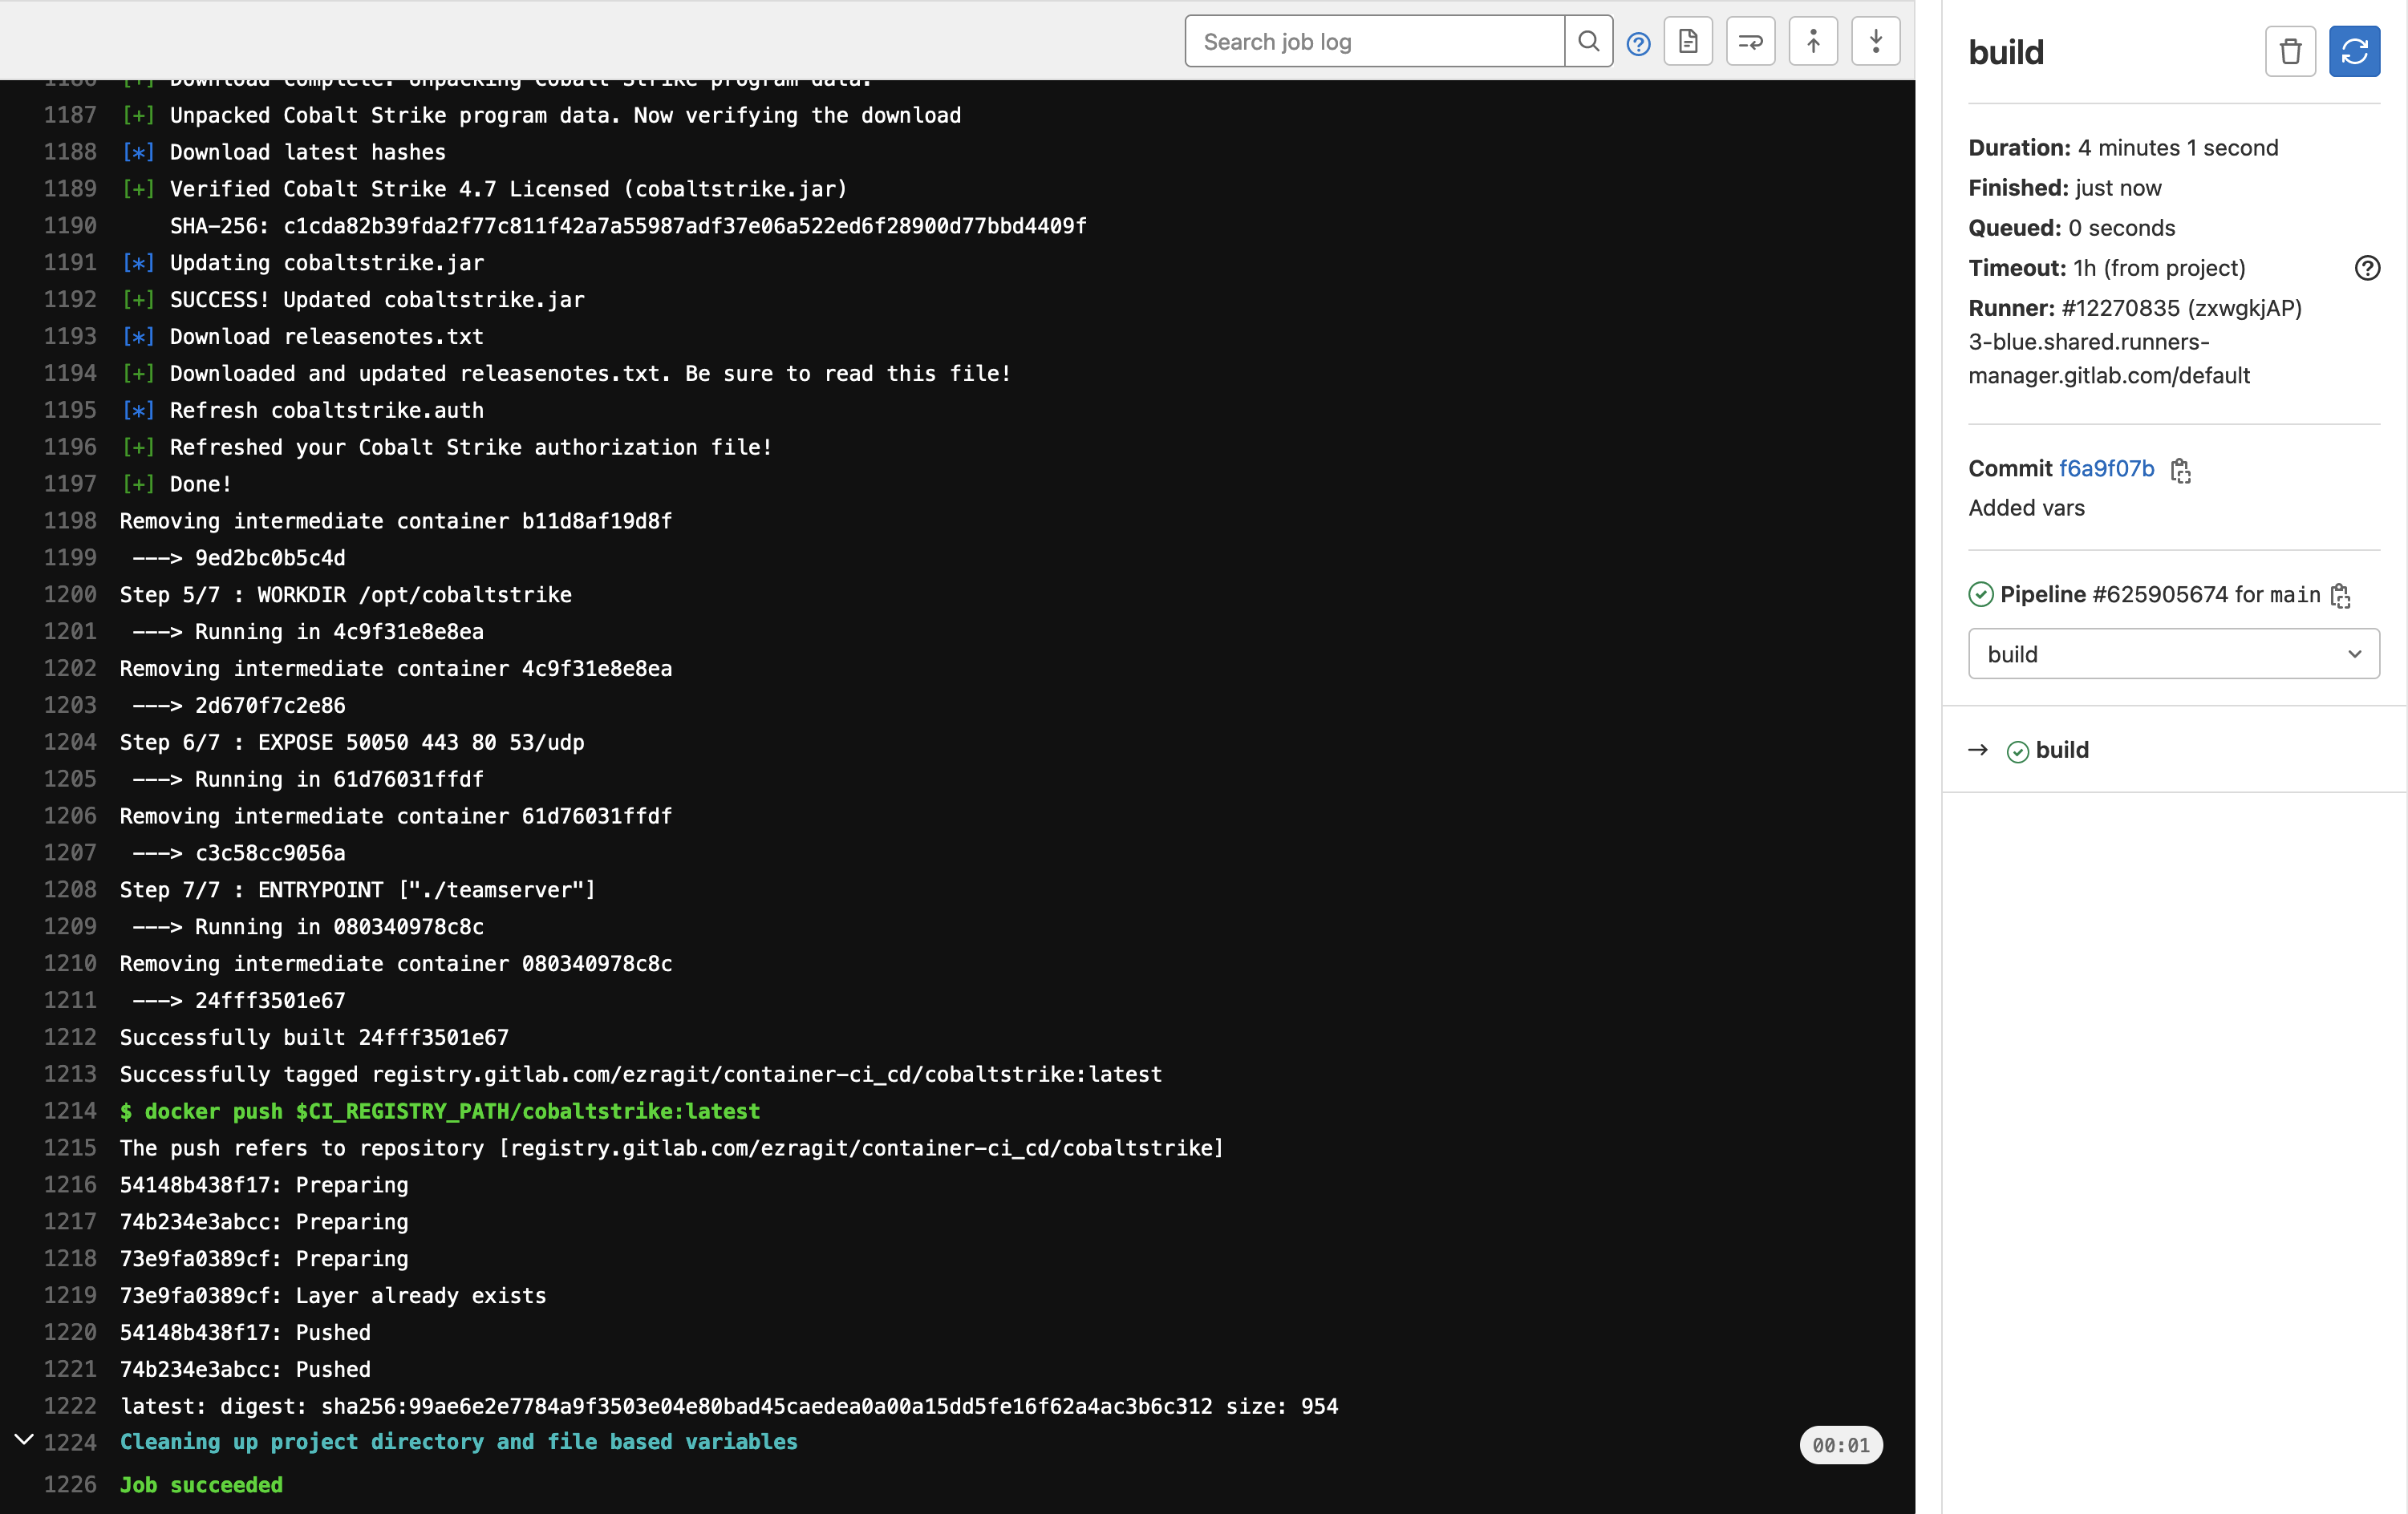 Search job log
1186 [+] Download complete. Unpacking Cobalt Strike program data.
1187 [+] Unpacked Cobalt Strike program data. Now verifying the download
1188 [*] Download latest hashes
1189 [+] Verified Cobalt Strike 4.7 Licensed (cobaltstrike.jar)
1190 SHA-256: c1cda82b39fda2f77c811f42a7a55987adf37e06a522ed6f28900d77bbd4409f
1191 [*] Updating cobaltstrike.jar
1192 [+] SUCCESS! Updated cobaltstrike.jar
1193 [*] Download releasenotes.txt
1194 [+] Downloaded and updated releasenotes.txt. Be sure to read this file!
1195 [*] Refresh cobaltstrike.auth
1196 [+] Refreshed your Cobalt Strike authorization file!
1197 [+] Done!
1198 Removing intermediate container b11d8af19d8f
1199 ---> 9ed2bc0b5c4d
1200 Step 5/7 : WORKDIR /opt/cobaltstrike
1201 ---> Running in 4c9f31e8e8ea
1202 Removing intermediate container 4c9f31e8e8ea
1203 ---> 2d670f7c2e86
1204 Step 6/7 : EXPOSE 50050 443 80 53/udp
1205 ---> Running in 61d76031ffdf
1206 Removing intermediate container 61d76031ffdf
1207 ---> c3c58cc9056a
1208 Step 7/7 : ENTRYPOINT ["./teamserver"]
1209 ---> Running in 080340978c8c
1210 Removing intermediate container 080340978c8c
1211 ---> 24fff3501e67
1212 Successfully built 24fff3501e67
1213 Successfully tagged registry.gitlab.com/ezragit/container-ci_cd/cobaltstrike:latest
1214 $ docker push $CI_REGISTRY_PATH/cobaltstrike:latest
1215 The push refers to repository [registry.gitlab.com/ezragit/container-ci_cd/cobaltstrike]
1216 54148b438f17: Preparing
1217 74b234e3abcc: Preparing
1218 73e9fa0389cf: Preparing
1219 73e9fa0389cf: Layer already exists
1220 54148b438f17: Pushed
1221 74b234e3abcc: Pushed
1222 latest: digest: sha256:99ae6e2e7784a9f3503e04e80bad45caedea0a00a15dd5fe16f62a4ac3b6c312 size: 954
1224 Cleaning up project directory and file based variables 00:01
1226 Job succeeded
build
Duration: 4 minutes 1 second
Finished: just now
Queued: 0 seconds
Timeout: 1h (from project)
Runner: #12270835 (zxwgkjAP)
3-blue.shared.runners-
manager.gitlab.com/default
Commit f6a9f07b
Added vars
Pipeline #625905674 for main
build
→ build